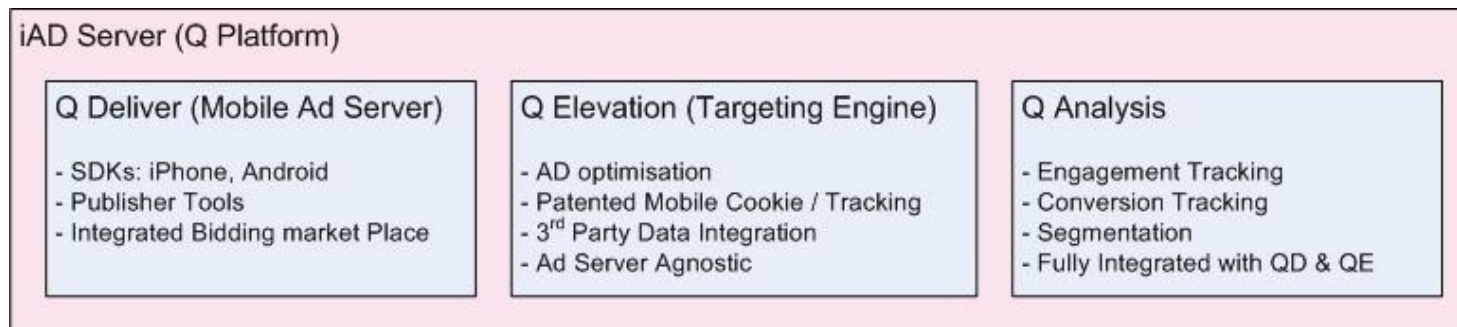 iAD Server (Q Platform)
Q Deliver (Mobile Ad Server)
- SDKs: iPhone, Android
- Publisher Tools
- Integrated Bidding market Place
Q Elevation (Targeting Engine)
- AD optimisation
- Patented Mobile Cookie / Tracking
- 3rd Party Data Integration
- Ad Server Agnostic
Q Analysis
- Engagement Tracking
- Conversion Tracking
- Segmentation
- Fully Integrated with QD & QE